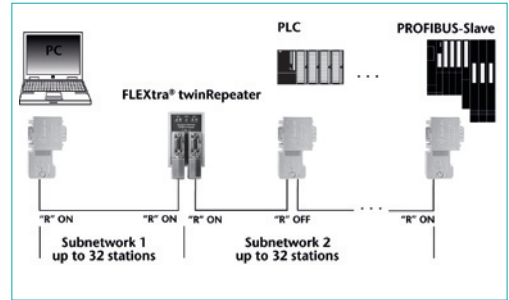 PC
PLC
PROFIBUS-Slave
FLEXtra® twinRepeater
. . .
"R" ON
"R" ON
"R" ON
"R" OFF
. . .
"R" ON
Subnetwork 1
up to 32 stations
Subnetwork 2
up to 32 stations